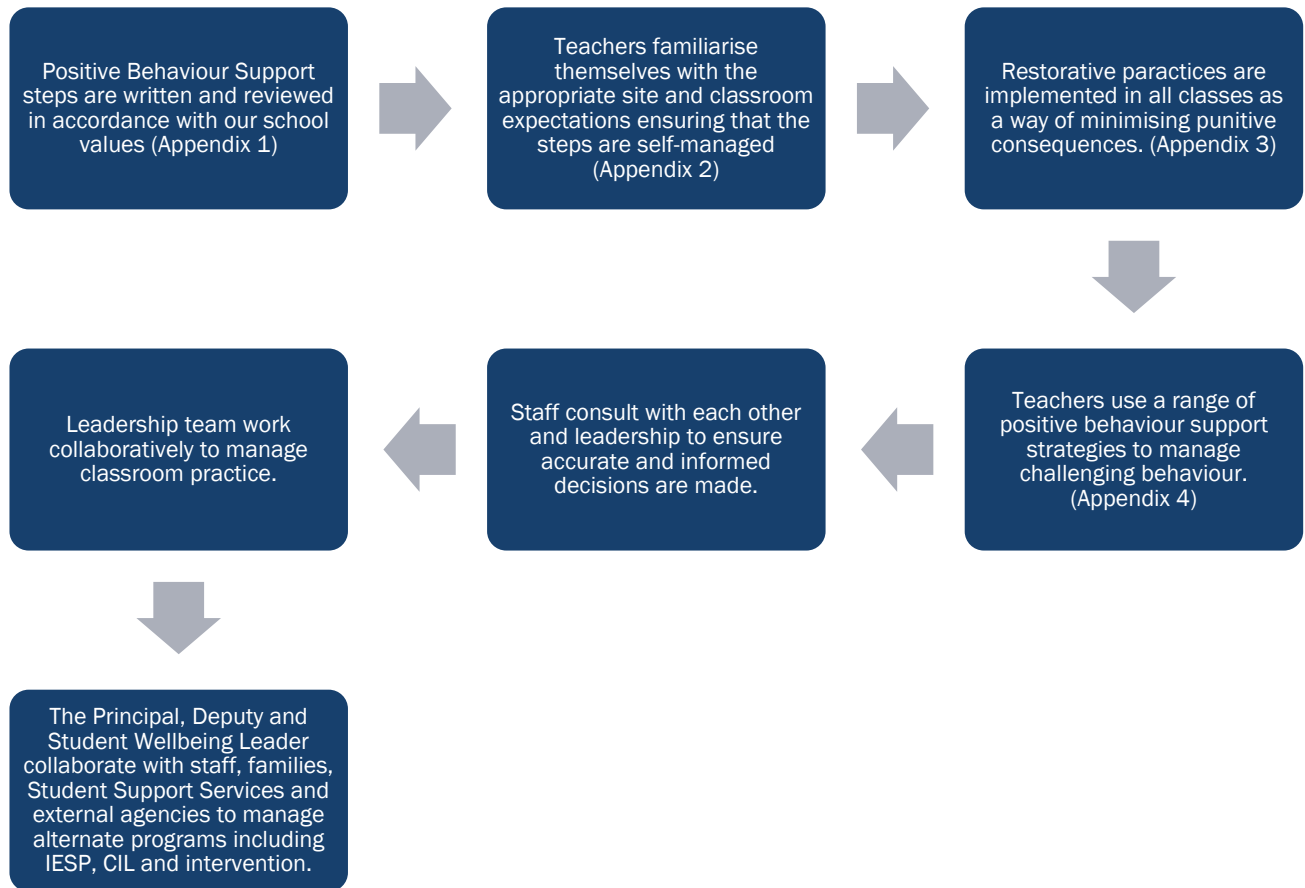 Positive Behaviour Support
steps are written and reviewed
in accordance with our school
values (Appendix 1)
Teachers familiarise
themselves with the
appropriate site and classroom
expectations ensuring that the
steps are self-managed
(Appendix 2)
Restorative paractices are
implemented in all classes as
a way of minimising punitive
consequences. (Appendix 3)
Teachers use a range of
positive behaviour support
strategies to manage
challenging behaviour.
(Appendix 4)
Staff consult with each other
and leadership to ensure
accurate and informed
decisions are made.
Leadership team work
collaboratively to manage
classroom practice.
The Principal, Deputy and
Student Wellbeing Leader
collaborate with staff, families,
Student Support Services and
external agencies to manage
alternate programs including
IESP, CIL and intervention.